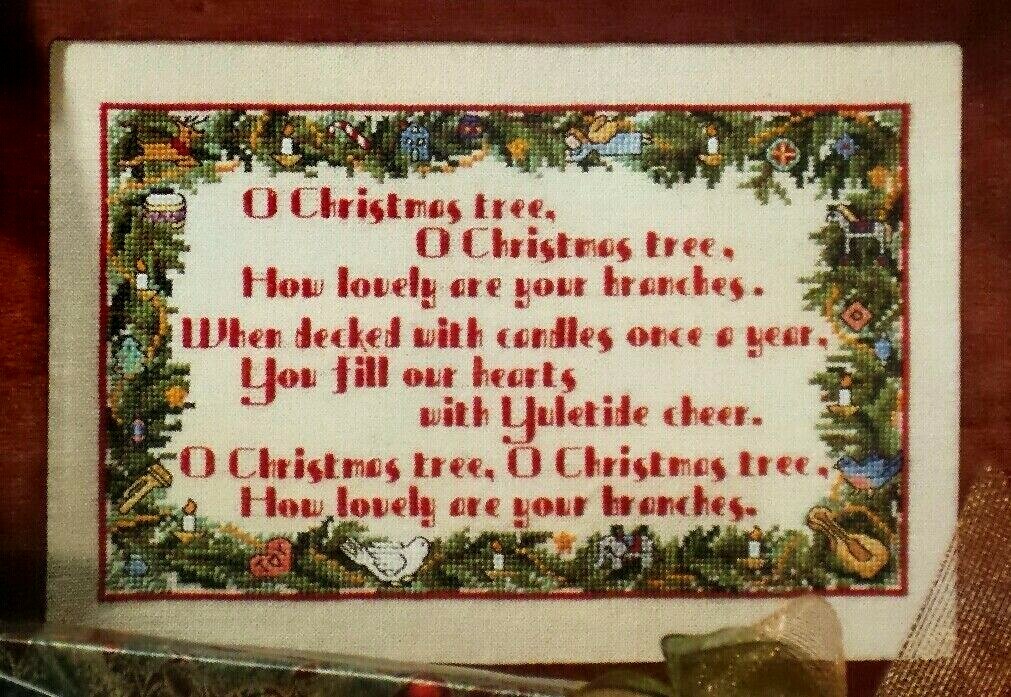 O Christmas tree,
O Christmas tree,
How lovely are your branches.
When decked with candles once a year,
You fill our hearts
with Yuletide cheer.
O Christmas tree, O Christmas tree,
How lovely are your branches.